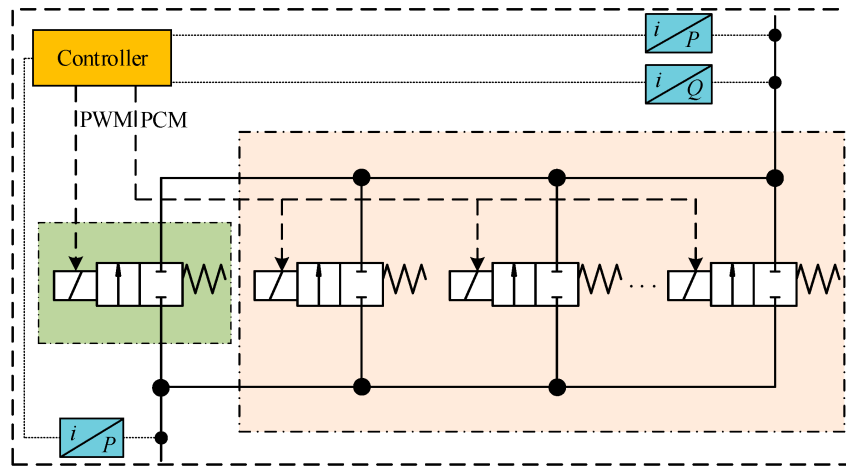 i P
Controller
i Q
PWM PCM
...
i P